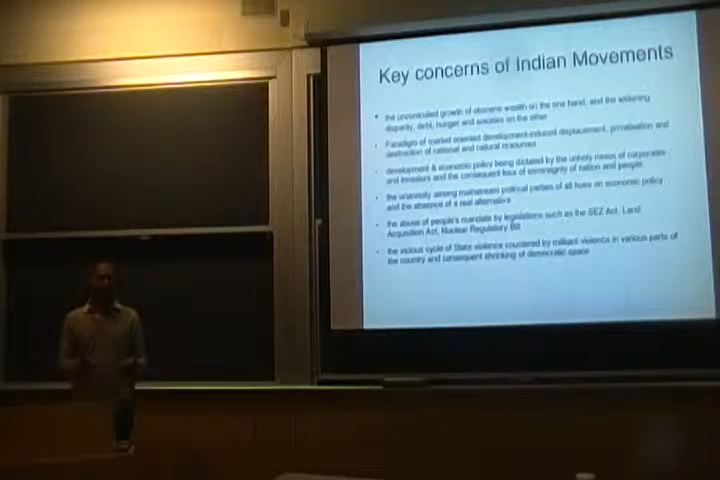 Key concerns of Indian Movements
the uncontrolled growth of obscene wealth on the one hand, and the widening
disparity, debt, hunger and suicides on the other
Paradigm of market oriented development-induced displacement, privatisation and
destruction of national and natural resources
development & economic policy being dictated by the unholy nexus of corporates
and investors and the consequent loss of sovereignty of nation and people
the unanimity among mainstream political parties of all hues on economic policy
and the absence of a real alternative
the abuse of people's mandate by legislations such as the SEZ Act, Land
Acquisition Act, Nuclear Regulatory Bill
the vicious cycle of State violence countered by militant violence in various parts of
the country and consequent shrinking of democratic space